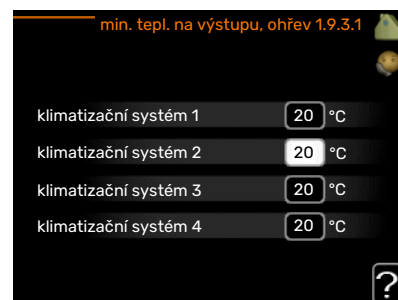 min. tepl. na výstupu, ohřev 1.9.3.1
klimatizační systém 1 20 °C
klimatizační systém 2 20 °C
klimatizační systém 3 20 °C
klimatizační systém 4 20 °C
?